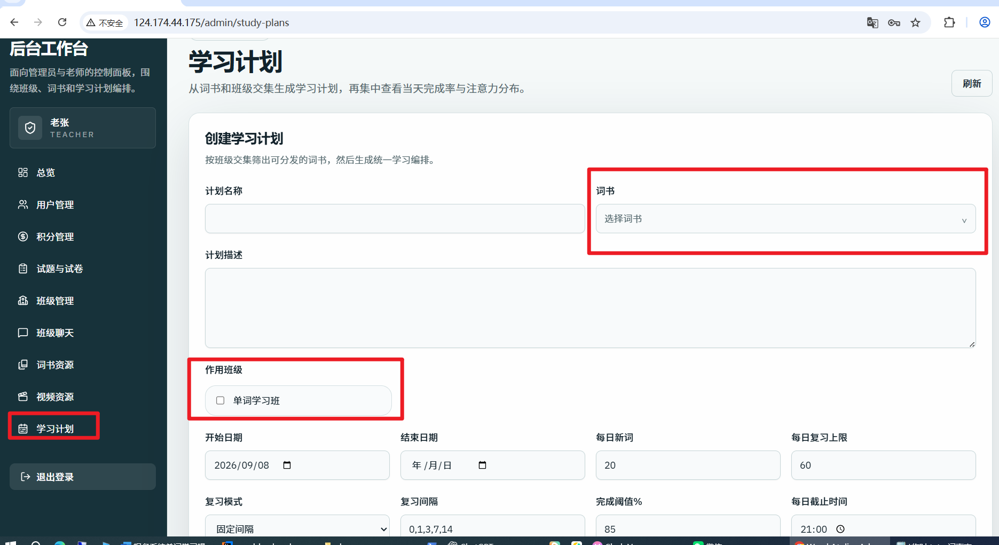 不安全
124.174.44.175/admin/study-plans
后台工作台
面向管理员与老师的控制面板，围
绕班级、词书和学习计划编排。
老张
TEACHER
总览
用户管理
积分管理
试题与试卷
班级管理
班级聊天
词书资源
视频资源
学习计划
退出登录
学习计划
从词书和班级交集生成学习计划，再集中查看当天完成率与注意力分布。
刷新
创建学习计划
按班级交集筛出可分发的词书，然后生成统一学习编排。
计划名称
词书
选择词书
计划描述
作用班级
单词学习班
开始日期
结束日期
每日新词
每日复习上限
2026/09/08
年/月/日
20
60
复习模式
复习间隔
完成阈值%
每日截止时间
固定间隔
0,1,3,7,14
85
21:00